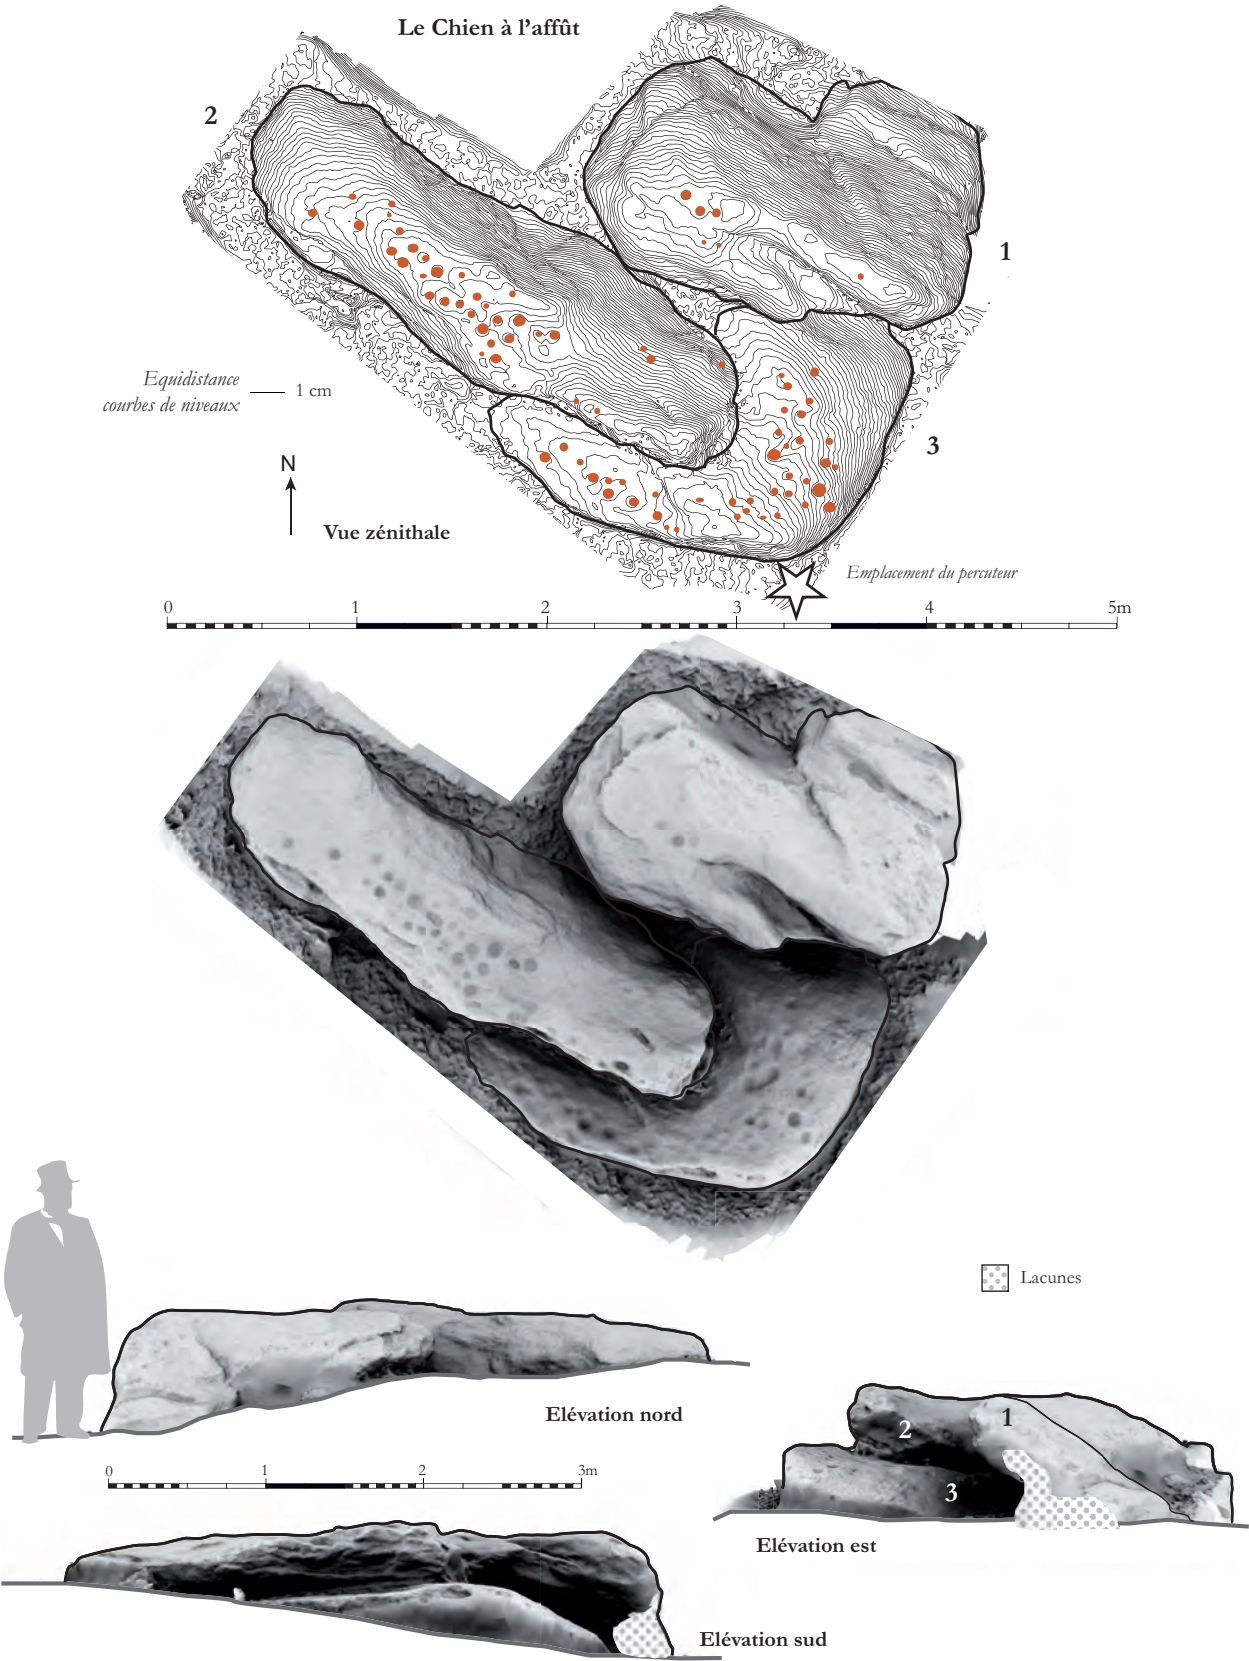 Le Chien à l’affût
2
1
Equidistance
courbes de niveaux
1 cm
3
N
Vue zénithale
Emplacement du percuteur
0 1 2 3 4 5m
Lacunes
Elévation nord
2 1
3
0 1 2 3m
Elévation est
Elévation sud